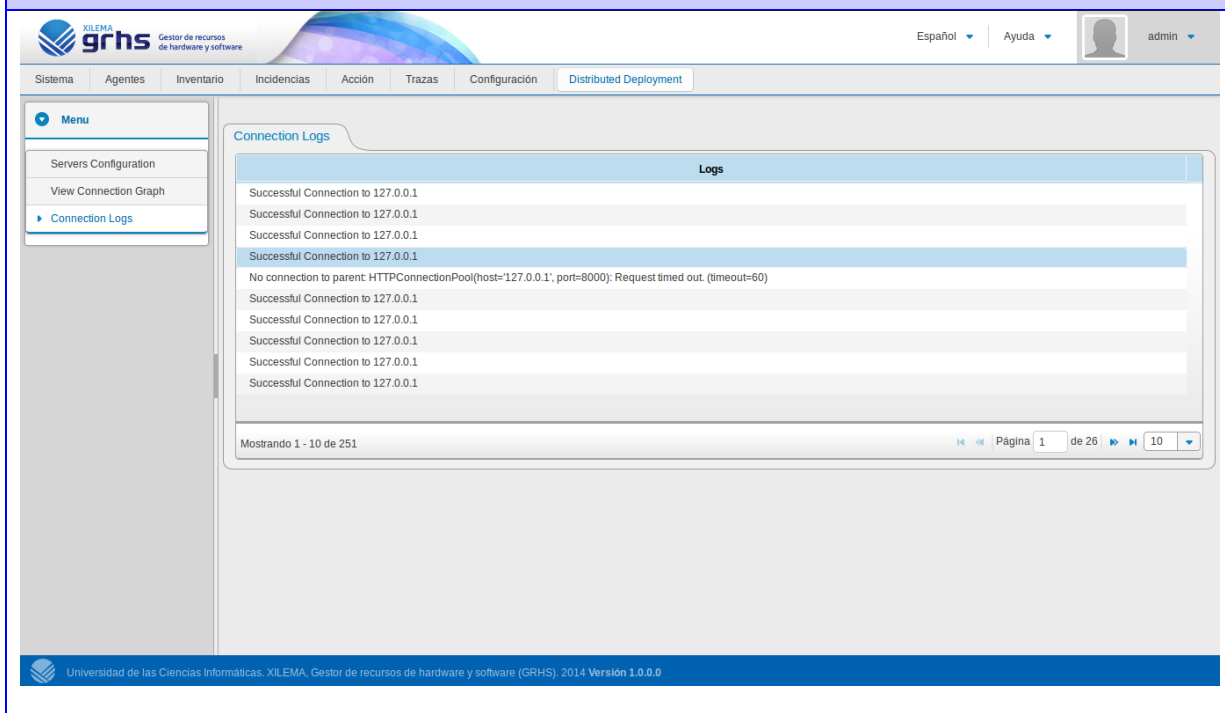 XILEMA
grhs Gestor de recursos de hardware y software
Español Ayuda admin
Sistema Agentes Inventario Incidencias Acción Trazas Configuración Distributed Deployment
Menu
Servers Configuration
View Connection Graph
Connection Logs
Connection Logs
Logs
Successful Connection to 127.0.0.1
Successful Connection to 127.0.0.1
Successful Connection to 127.0.0.1
Successful Connection to 127.0.0.1
No connection to parent: HTTPConnectionPool(host='127.0.0.1', port=8000): Request timed out. (timeout=60)
Successful Connection to 127.0.0.1
Successful Connection to 127.0.0.1
Successful Connection to 127.0.0.1
Successful Connection to 127.0.0.1
Successful Connection to 127.0.0.1
Mostrando 1 - 10 de 251 Página 1 de 26 10
Universidad de las Ciencias Informáticas. XILEMA, Gestor de recursos de hardware y software (GRHS). 2014 Versión 1.0.0.0